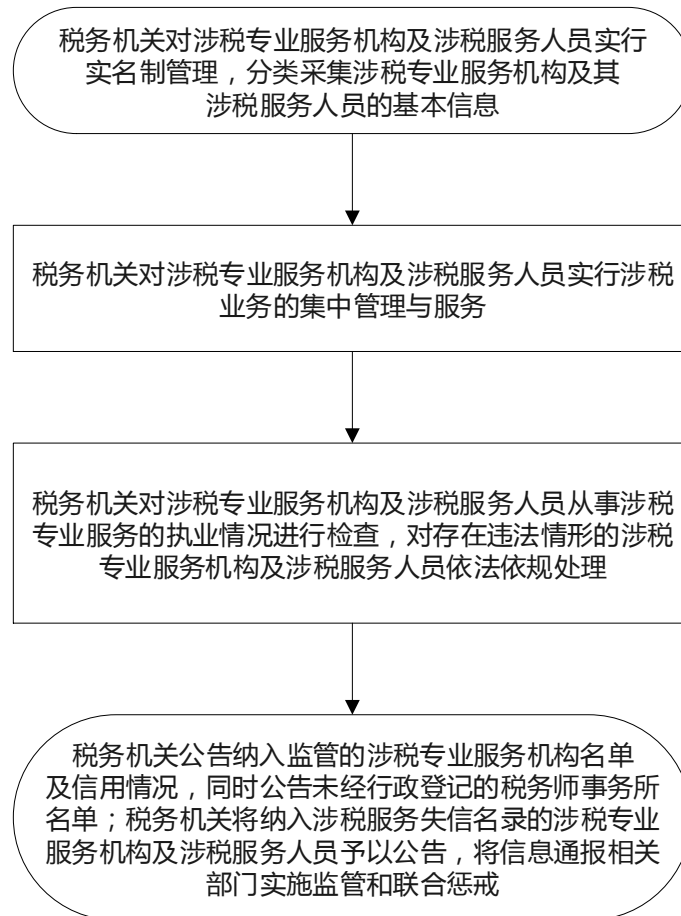 税务机关对涉税专业服务机构及涉税服务人员实行
实名制管理，分类采集涉税专业服务机构及其
涉税服务人员的基本信息
税务机关对涉税专业服务机构及涉税服务人员实行涉税
业务的集中管理与服务
税务机关对涉税专业服务机构及涉税服务人员从事涉税
专业服务的执业情况进行检查，对存在违法情形的涉税
专业服务机构及涉税服务人员依法依规处理
税务机关公告纳入监管的涉税专业服务机构名单
及信用情况，同时公告未经行政登记的税务师事务所
名单；税务机关将纳入涉税服务失信名录的涉税专业
服务机构及涉税服务人员予以公告，将信息通报相关
部门实施监管和联合惩戒